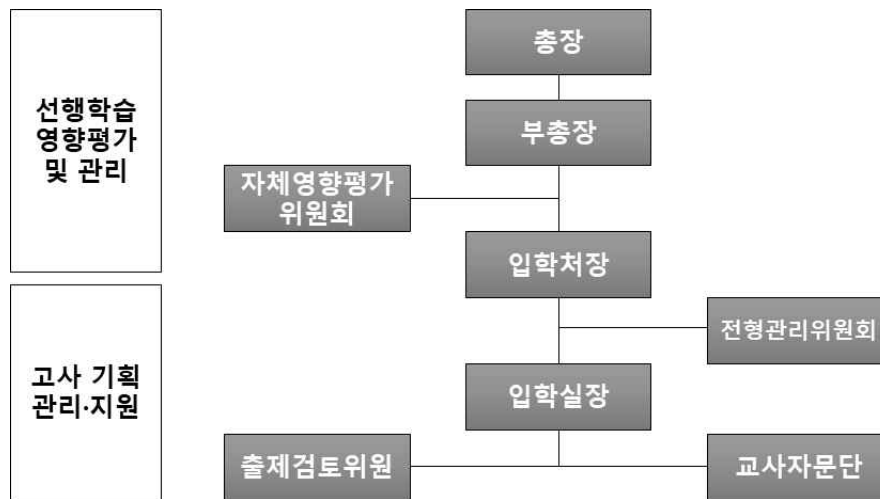 총장
선행학습
영향평가
및 관리
부총장
자체영향평가
위원회
입학처장
전형관리위원회
고사 기획
관리·지원
입학실장
출제검토위원
교사자문단